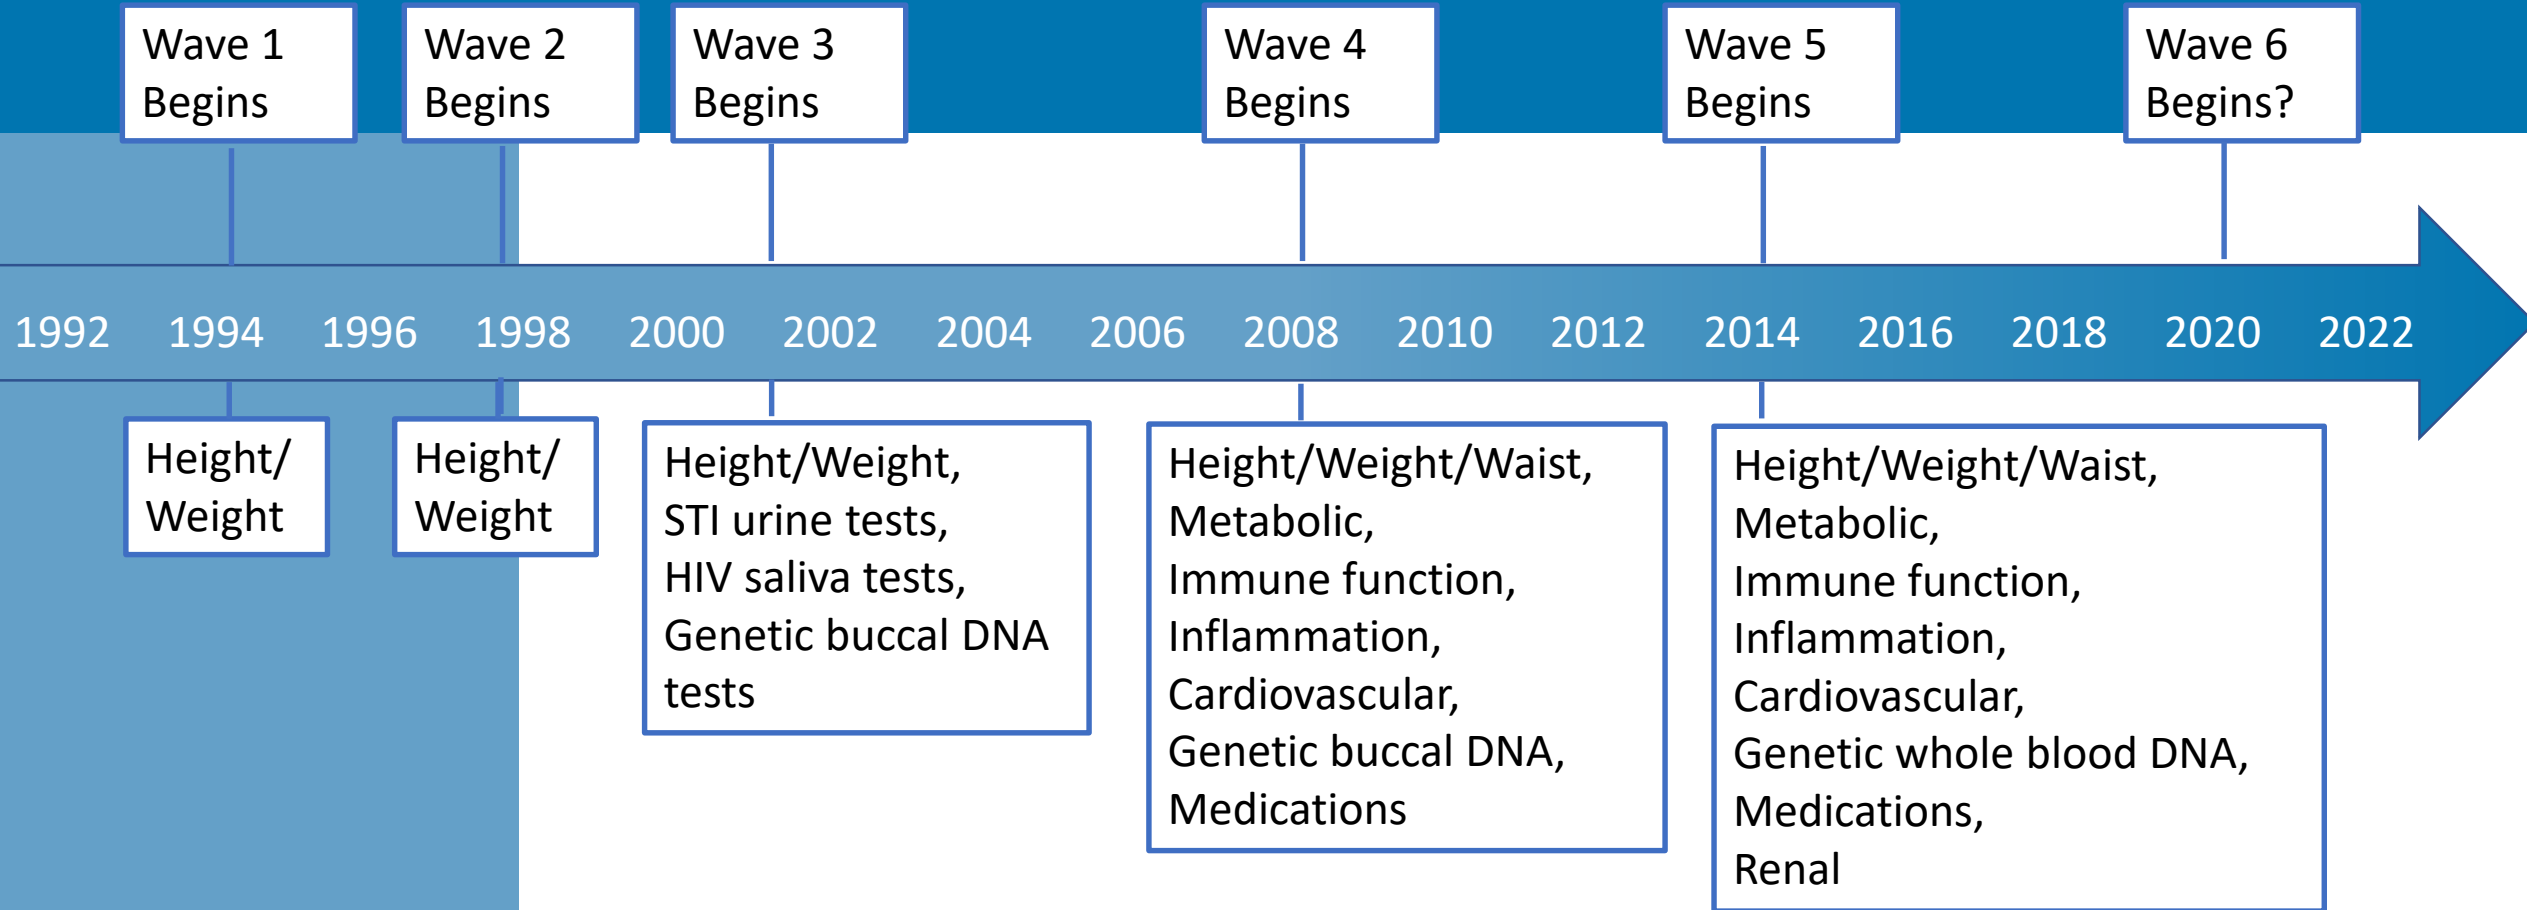 Wave 1
Begins
Wave 2
Begins
Wave 3
Begins
Wave 4
Begins
Wave 5
Begins
Wave 6
Begins?
1992 1994 1996 1998 2000 2002 2004 2006 2008 2010 2012 2014 2016 2018 2020 2022
Height/
Weight
Height/
Weight
Height/Weight,
STI urine tests,
HIV saliva tests,
Genetic buccal DNA
tests
Height/Weight/Waist,
Metabolic,
Immune function,
Inflammation,
Cardiovascular,
Genetic buccal DNA,
Medications
Height/Weight/Waist,
Metabolic,
Immune function,
Inflammation,
Cardiovascular,
Genetic whole blood DNA,
Medications,
Renal